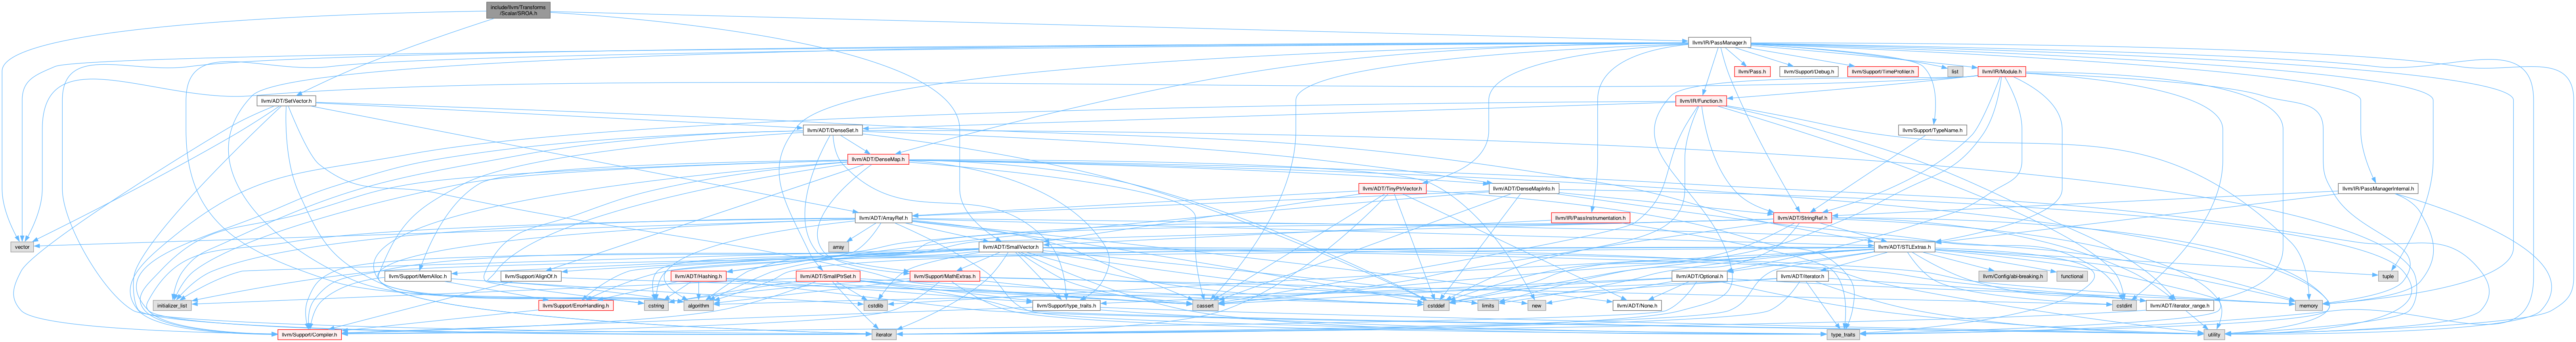 include/llvm/Transforms
/Scalar/SROA.h
llvm/IR/PassManager.h
llvm/Pass.h
llvm/Support/Debug.h
llvm/Support/TimeProfiler.h
list
llvm/IR/Module.h
llvm/ADT/SetVector.h
llvm/IR/Function.h
llvm/ADT/DenseSet.h
llvm/Support/TypeName.h
llvm/ADT/DenseMap.h
llvm/ADT/TinyPtrVector.h
llvm/ADT/DenseMapInfo.h
llvm/IR/PassManagerInternal.h
llvm/ADT/ArrayRef.h
llvm/IR/PassInstrumentation.h
llvm/ADT/StringRef.h
vector
array
llvm/ADT/SmallVector.h
llvm/ADT/STLExtras.h
llvm/Support/MemAlloc.h
llvm/Support/AlignOf.h
llvm/ADT/Hashing.h
llvm/ADT/SmallPtrSet.h
llvm/Support/MathExtras.h
llvm/ADT/Optional.h
llvm/ADT/iterator.h
llvm/Config/abi-breaking.h
functional
tuple
initializer_list
llvm/Support/ErrorHandling.h
cstring
algorithm
cstdlib
llvm/Support/type_traits.h
cassert
cstddef
limits
new
llvm/ADT/None.h
cstdint
llvm/ADT/iterator_range.h
memory
llvm/Support/Compiler.h
iterator
type_traits
utility